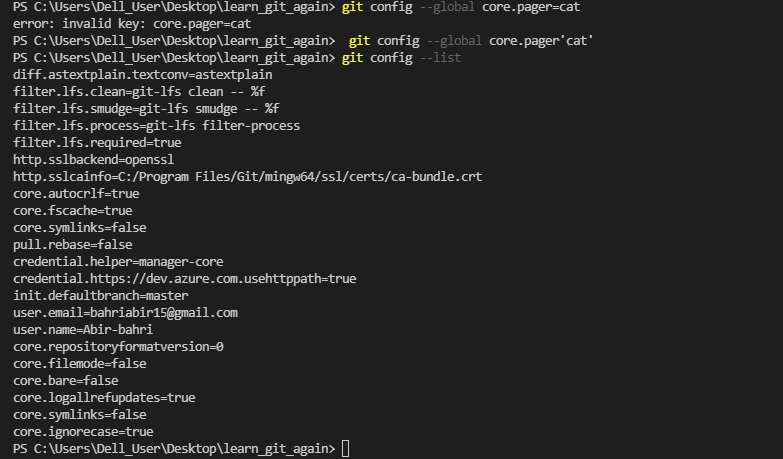 PS C:\Users\Dell_User\Desktop\learn_git_again> git config --global core.pager=cat
error: invalid key: core.pager=cat
PS C:\Users\Dell_User\Desktop\learn_git_again>  git config --global core.pager'cat'
PS C:\Users\Dell_User\Desktop\learn_git_again> git config --list
diff.astextplain.textconv=astextplain
filter.lfs.clean=git-lfs clean -- %f
filter.lfs.smudge=git-lfs smudge -- %f
filter.lfs.process=git-lfs filter-process
filter.lfs.required=true
http.sslbackend=openssl
http.sslcainfo=C:/Program Files/Git/mingw64/ssl/certs/ca-bundle.crt
core.autocrlf=true
core.fscache=true
core.symlinks=false
pull.rebase=false
credential.helper=manager-core
credential.https://dev.azure.com.usehttppath=true
init.defaultbranch=master
user.email=bahriabir15@gmail.com
user.name=Abir-bahri
core.repositoryformatversion=0
core.filemode=false
core.bare=false
core.logallrefupdates=true
core.symlinks=false
core.ignorecase=true
PS C:\Users\Dell_User\Desktop\learn_git_again>